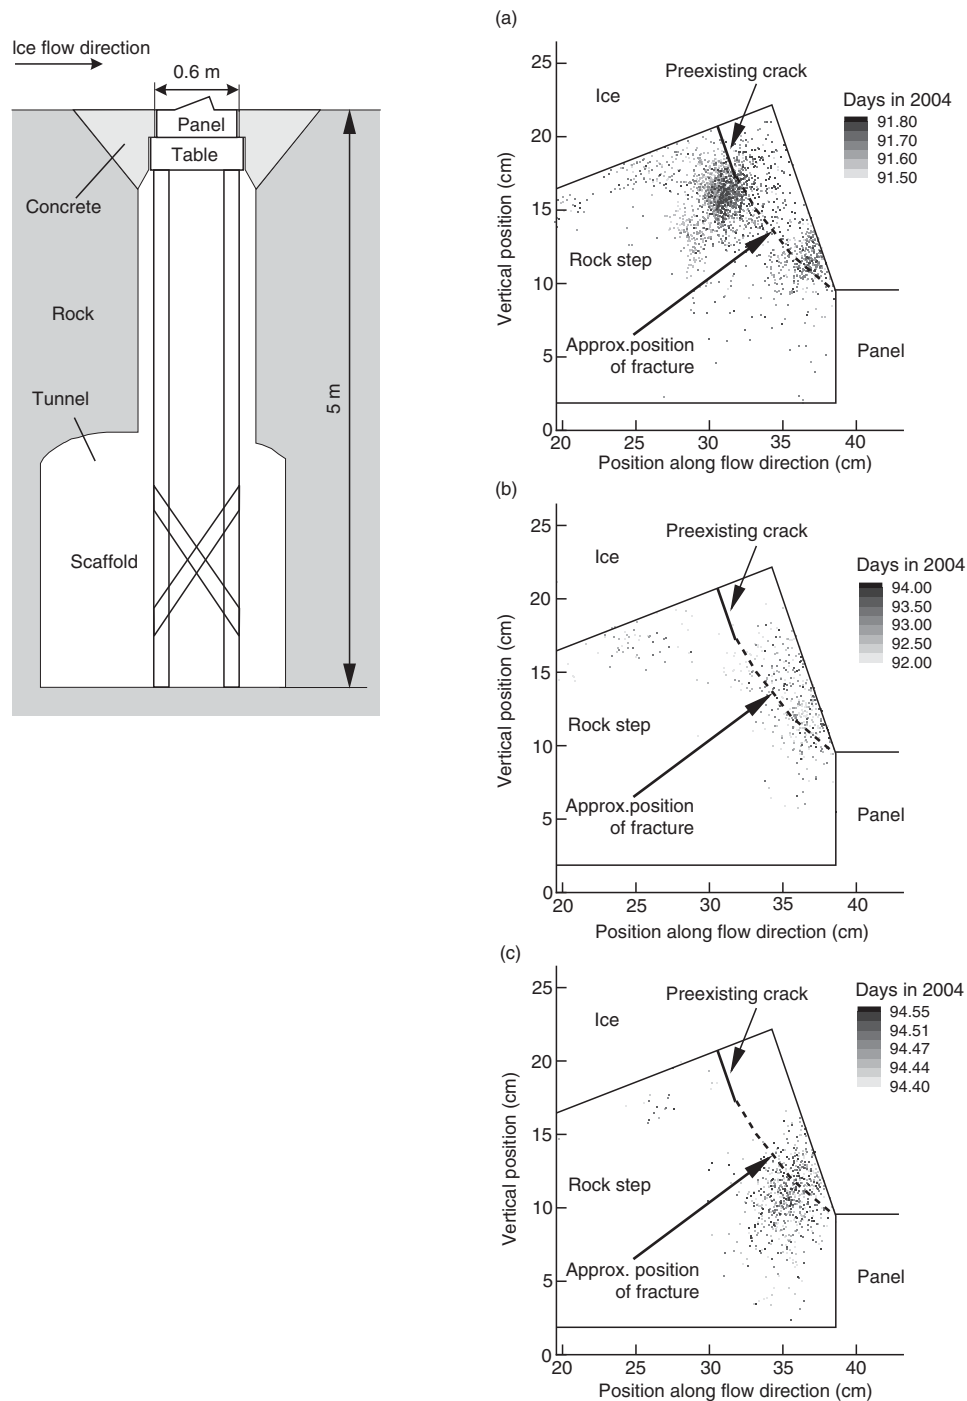 Ice flow direction
0.6 m
Panel
Table
Concrete
Rock
Tunnel
5 m
Scaffold
(a)
25
Preexisting crack
Ice
Days in 2004
91.80
91.70
91.60
91.50
20
15
Rock step
10
Approx.position
of fracture
5
Panel
0
20 25 30 35 40
Vertical position (cm)
Position along flow direction (cm)
(b)
25
Preexisting crack
Ice
Days in 2004
94.00
93.50
93.00
92.50
92.00
20
15
Rock step
10
Approx.position
of fracture
5
Panel
0
20 25 30 35 40
Vertical position (cm)
Position along flow direction (cm)
(c)
25
Preexisting crack
Ice
Days in 2004
94.55
94.51
94.47
94.44
94.40
20
15
Rock step
10
Approx. position
of fracture
5
Panel
0
20 25 30 35 40
Vertical position (cm)
Position along flow direction (cm)